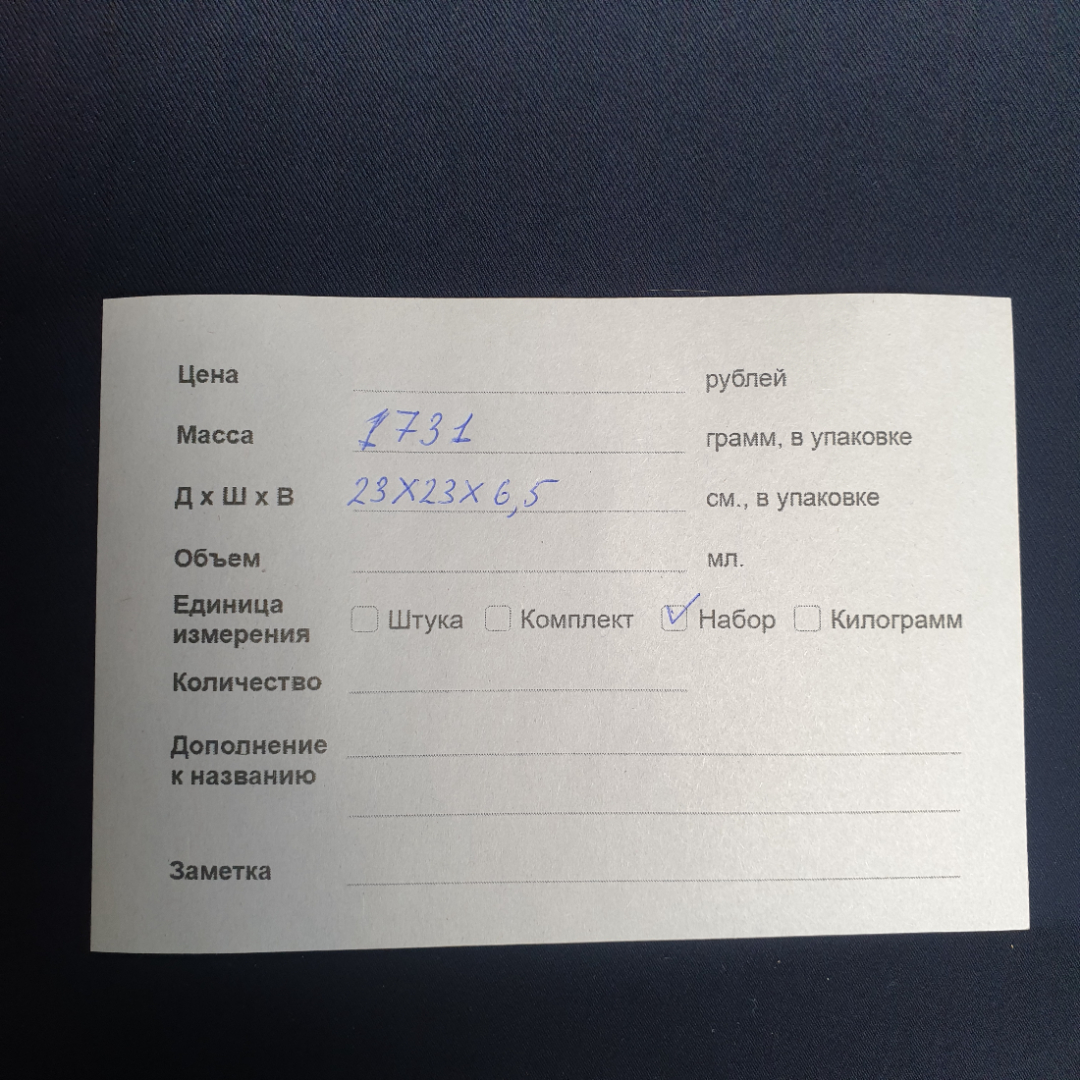 Цена рублей
Масса 1731 грамм, в упаковке
Д х Ш х В 23X23X6,5 см., в упаковке
Объем мл.
Единица
измерения Штука Комплект Набор Килограмм
Количество
Дополнение
к названию
Заметка